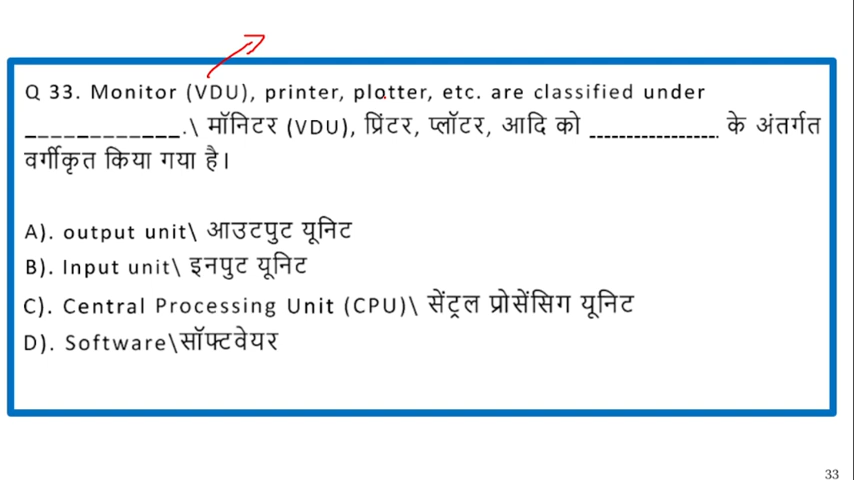 Q 33. Monitor (VDU), printer, plotter, etc. are classified under
____________.\ मॉनिटर (VDU), प्रिंटर, प्लॉटर, आदि को ________________ के अंतर्गत
वर्गीकृत किया गया है।
A). output unit\ आउटपुट यूनिट
B). Input unit\ इनपुट यूनिट
C). Central Processing Unit (CPU)\ सेंट्रल प्रोसेंसिग यूनिट
D). Software\सॉफ्टवेयर
33